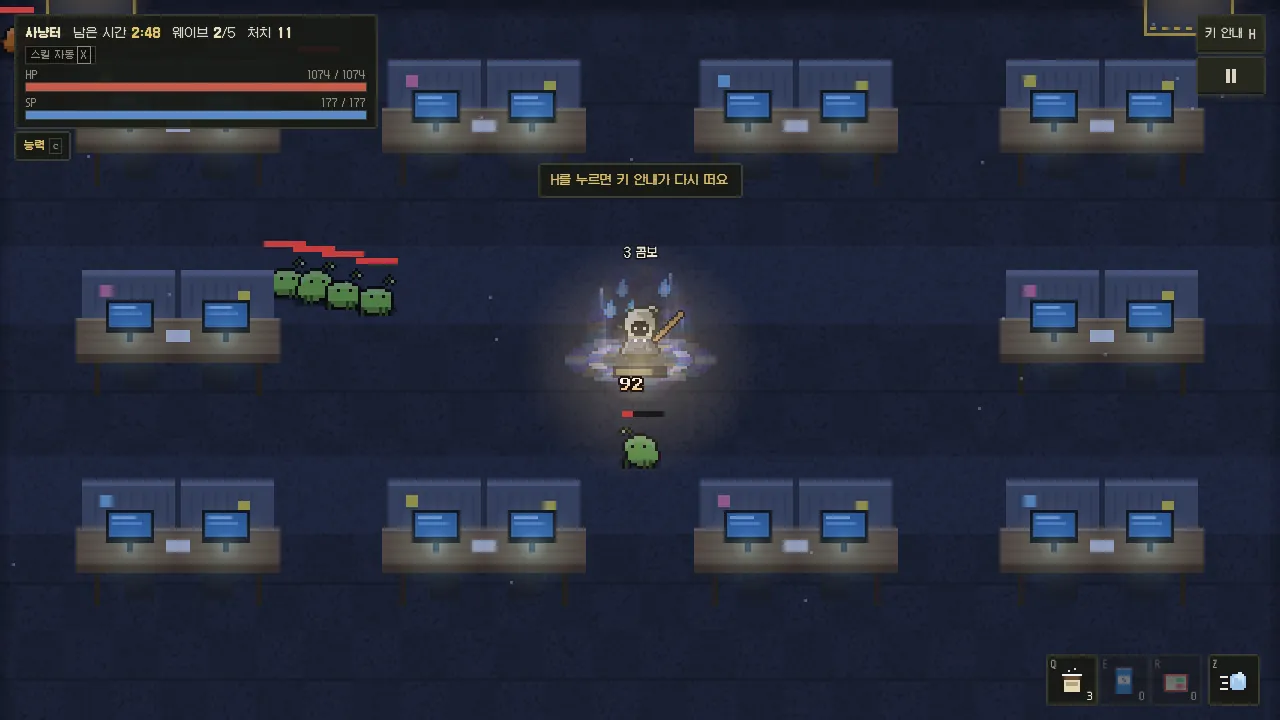 사냥터 남은 시간 2:48 웨이브 2/5 처치 11
스킬 자동 X
HP 1074 / 1074
SP 177 / 177
능력 C
키 안내 H
H를 누르면 키 안내가 다시 떠요
3 콤보
92
Q 3
E 0
R 0
Z